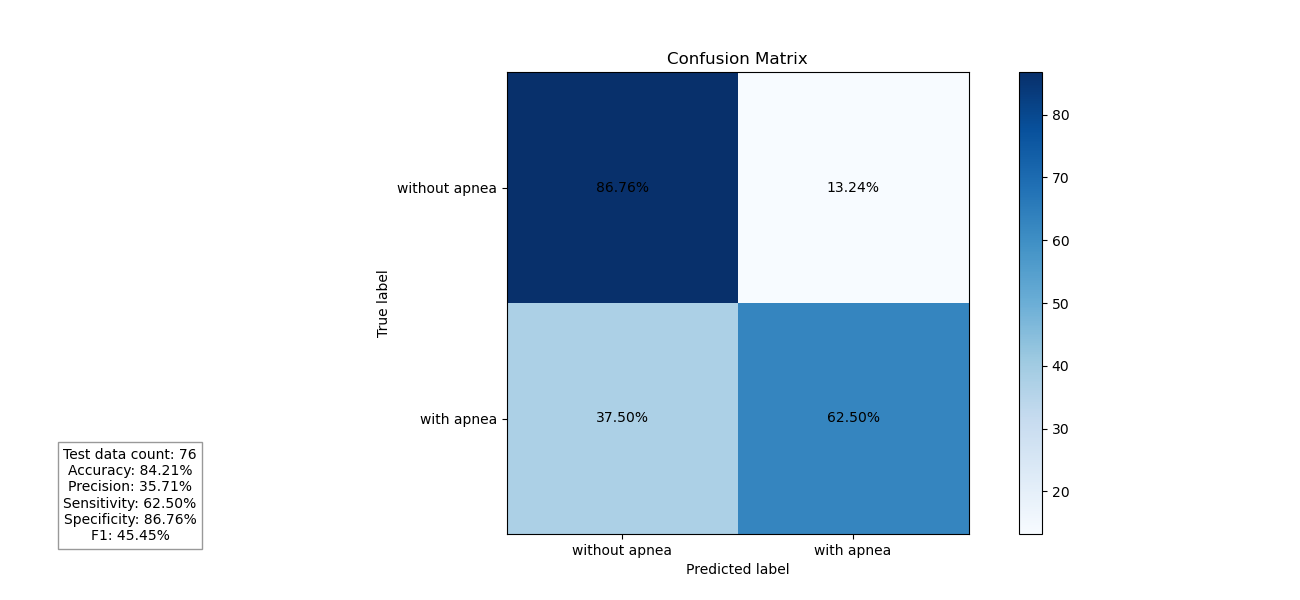 Confusion Matrix
without apnea
86.76%
13.24%
True label
with apnea
37.50%
62.50%
without apnea
with apnea
Predicted label
80
70
60
50
40
30
20
Test data count: 76
Accuracy: 84.21%
Precision: 35.71%
Sensitivity: 62.50%
Specificity: 86.76%
F1: 45.45%